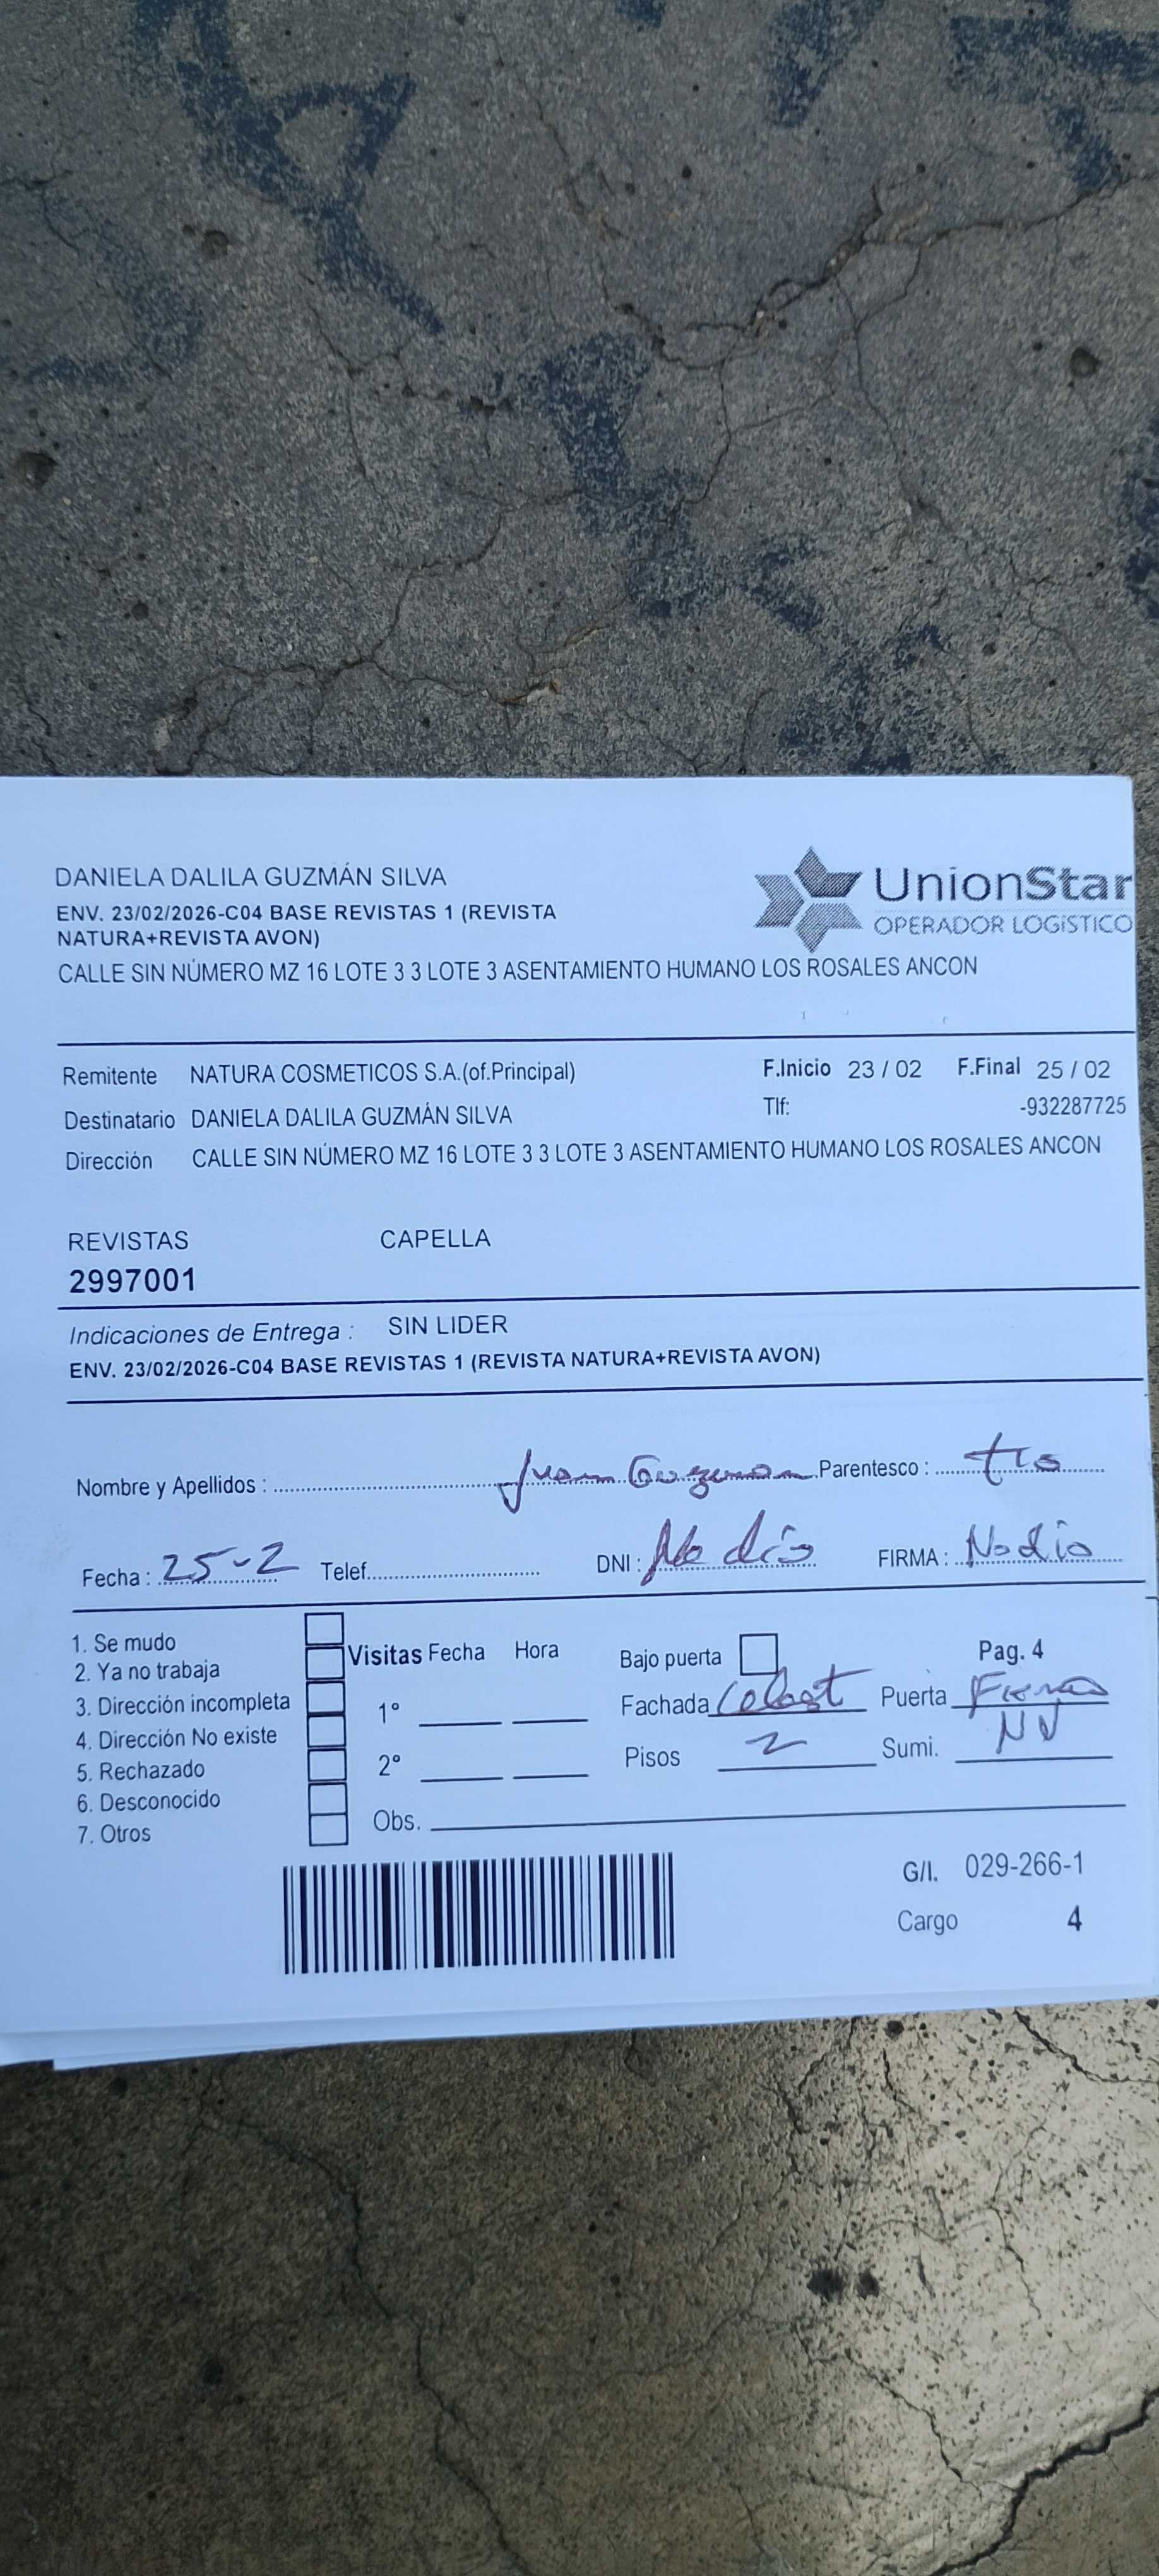 DANIELA DALILA GUZMÁN SILVA
ENV. 23/02/2026-C04 BASE REVISTAS 1 (REVISTA
NATURA+REVISTA AVON)
CALLE SIN NÚMERO MZ 16 LOTE 3 3 LOTE 3 ASENTAMIENTO HUMANO LOS ROSALES ANCON
UnionStar
OPERADOR LOGíSTICO
Remitente NATURA COSMETICOS S.A.(of.Principal) F.Inicio 23 / 02 F.Final 25 / 02
Destinatario DANIELA DALILA GUZMÁN SILVA Tlf: -932287725
Dirección CALLE SIN NÚMERO MZ 16 LOTE 3 3 LOTE 3 ASENTAMIENTO HUMANO LOS ROSALES ANCON
REVISTAS CAPELLA
2997001
Indicaciones de Entrega : SIN LIDER
ENV. 23/02/2026-C04 BASE REVISTAS 1 (REVISTA NATURA+REVISTA AVON)
Nombre y Apellidos : Juan Guzman Parentesco : tio
Fecha : 25-2 Telef. DNI : No dio FIRMA : No dio
1. Se mudo
2. Ya no trabaja
3. Dirección incompleta
4. Dirección No existe
5. Rechazado
6. Desconocido
7. Otros
Visitas Fecha Hora
1°
2°
Obs.
Bajo puerta Pag. 4
Fachada Celest Puerta
Pisos 2 Sumi. NV
G/I. 029-266-1
Cargo 4